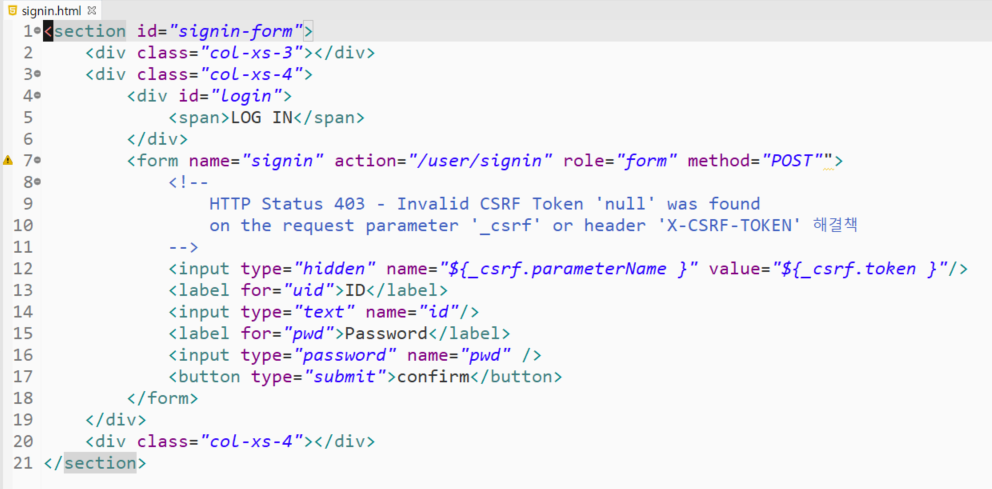 signin.html
1 <section id="signin-form">
2     <div class="col-xs-3"></div>
3     <div class="col-xs-4">
4         <div id="login">
5             <span>LOG IN</span>
6         </div>
7         <form name="signin" action="/user/signin" role="form" method="POST"">
8             <!--
9                 HTTP Status 403 - Invalid CSRF Token 'null' was found
10                 on the request parameter '_csrf' or header 'X-CSRF-TOKEN' 해결책
11             -->
12             <input type="hidden" name="${_csrf.parameterName }" value="${_csrf.token }"/>
13             <label for="uid">ID</label>
14             <input type="text" name="id"/>
15             <label for="pwd">Password</label>
16             <input type="password" name="pwd" />
17             <button type="submit">confirm</button>
18         </form>
19     </div>
20     <div class="col-xs-4"></div>
21 </section>